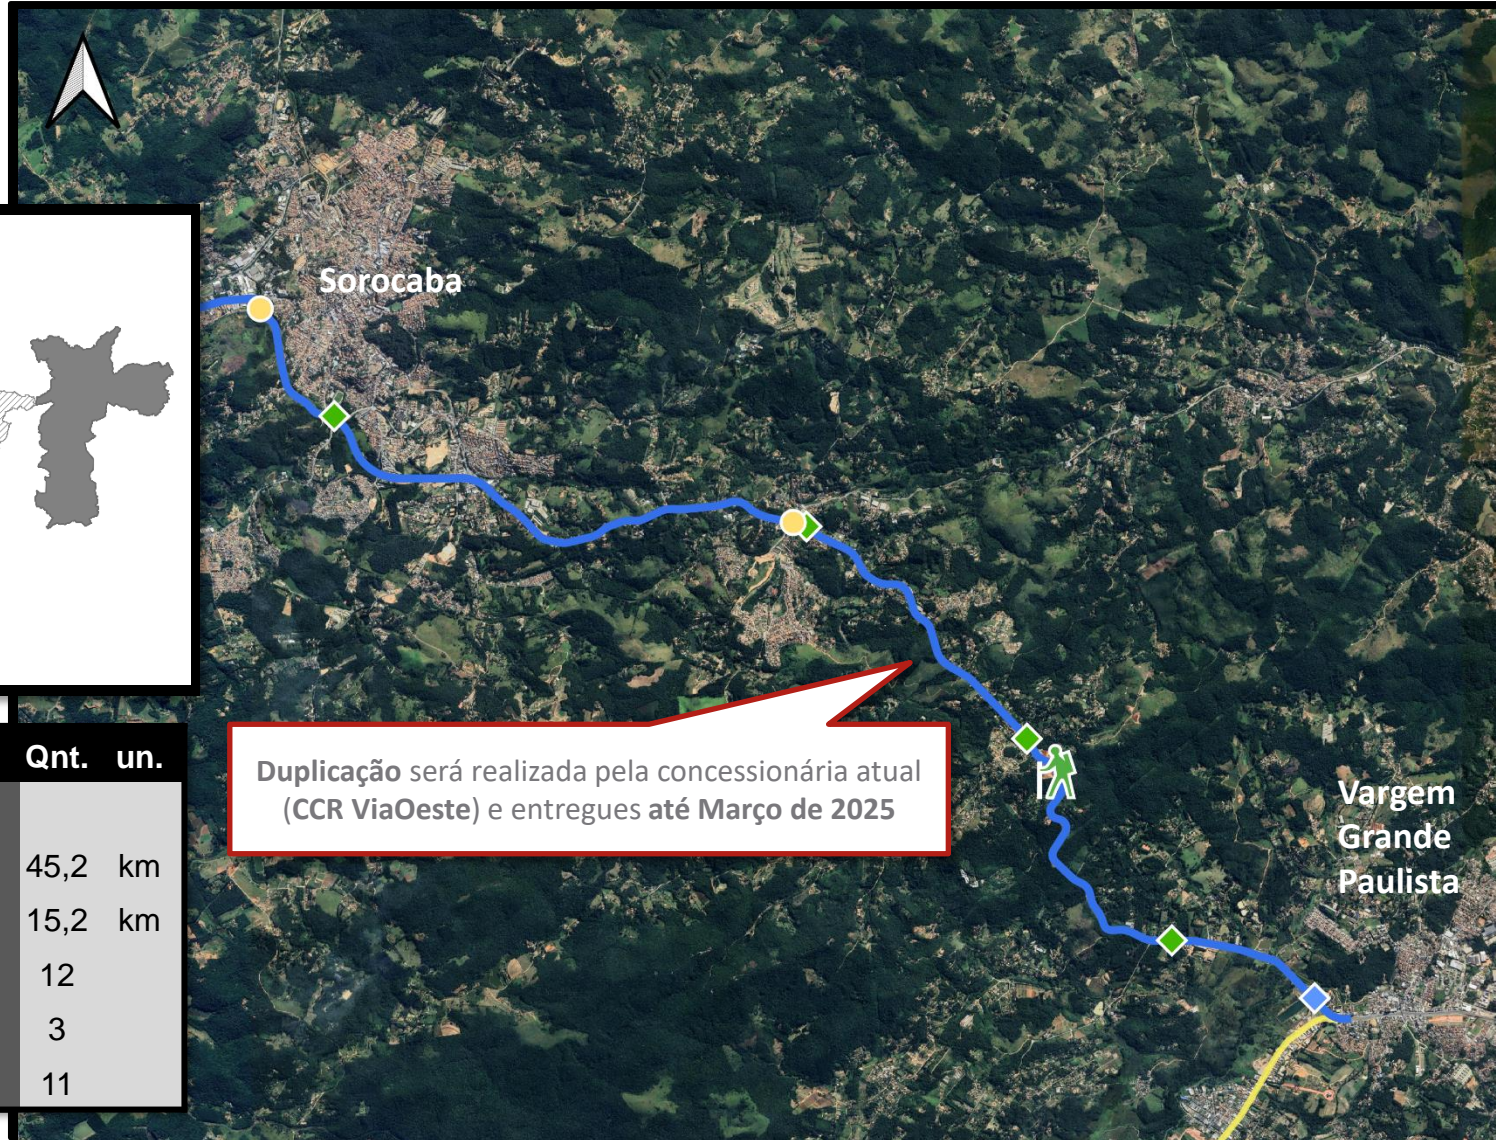 Sorocaba
Duplicação será realizada pela concessionária atual
(CCR ViaOeste) e entregues até Março de 2025
Vargem
Grande
Paulista
Qnt. un.
45,2 km
15,2 km
12
3
11